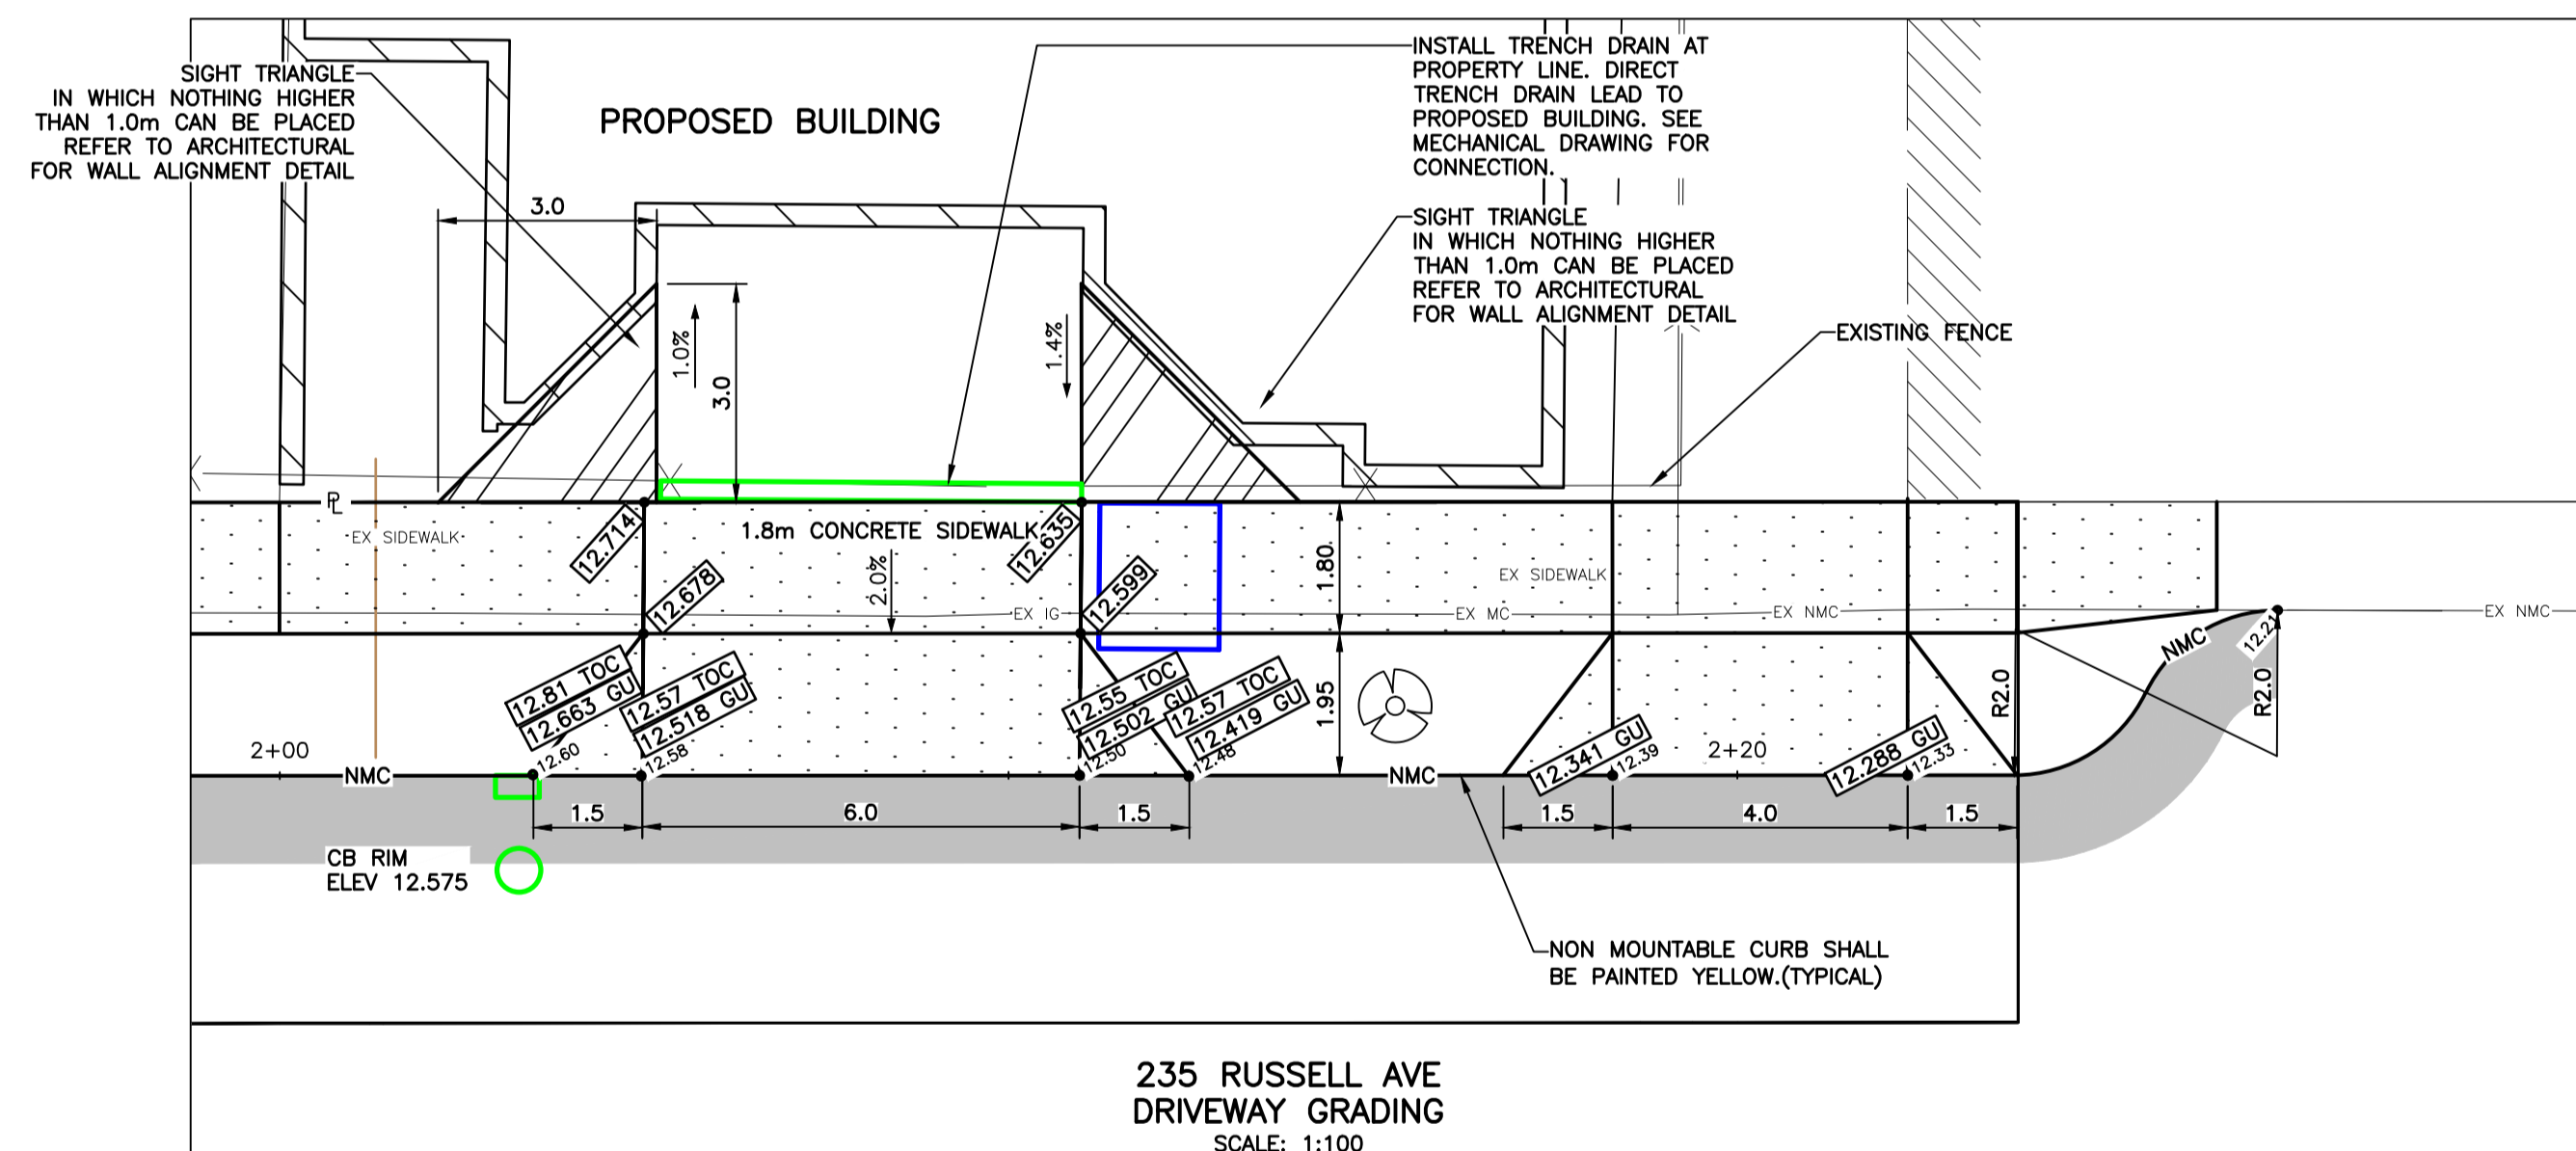 SIGHT TRIANGLE
IN WHICH NOTHING HIGHER
THAN 1.0m CAN BE PLACED
REFER TO ARCHITECTURAL
FOR WALL ALIGNMENT DETAIL
PROPOSED BUILDING
INSTALL TRENCH DRAIN AT
PROPERTY LINE. DIRECT
TRENCH DRAIN LEAD TO
PROPOSED BUILDING. SEE
MECHANICAL DRAWING FOR
CONNECTION.
SIGHT TRIANGLE
IN WHICH NOTHING HIGHER
THAN 1.0m CAN BE PLACED
REFER TO ARCHITECTURAL
FOR WALL ALIGNMENT DETAIL
EXISTING FENCE
3.0
1.0%
3.0
1.4%
PL
EX SIDEWALK
12.714
1.8m CONCRETE SIDEWALK
12.635
12.678
2.0%
EX IG
12.599
1.80
EX SIDEWALK
EX MC
EX NMC
EX NMC
12.81 TOC
12.663 GU
12.60
12.57 TOC
12.518 GU
12.58
12.55 TOC
12.502 GU
12.50
12.57 TOC
12.419 GU
12.48
1.95
12.341 GU
12.39
2+20
12.288 GU
12.33
R2.0
NMC
12.21
R2.0
2+00
NMC
NMC
1.5
6.0
1.5
1.5
4.0
1.5
CB RIM
ELEV 12.575
NON MOUNTABLE CURB SHALL
BE PAINTED YELLOW.(TYPICAL)
235 RUSSELL AVE
DRIVEWAY GRADING
SCALE: 1:100